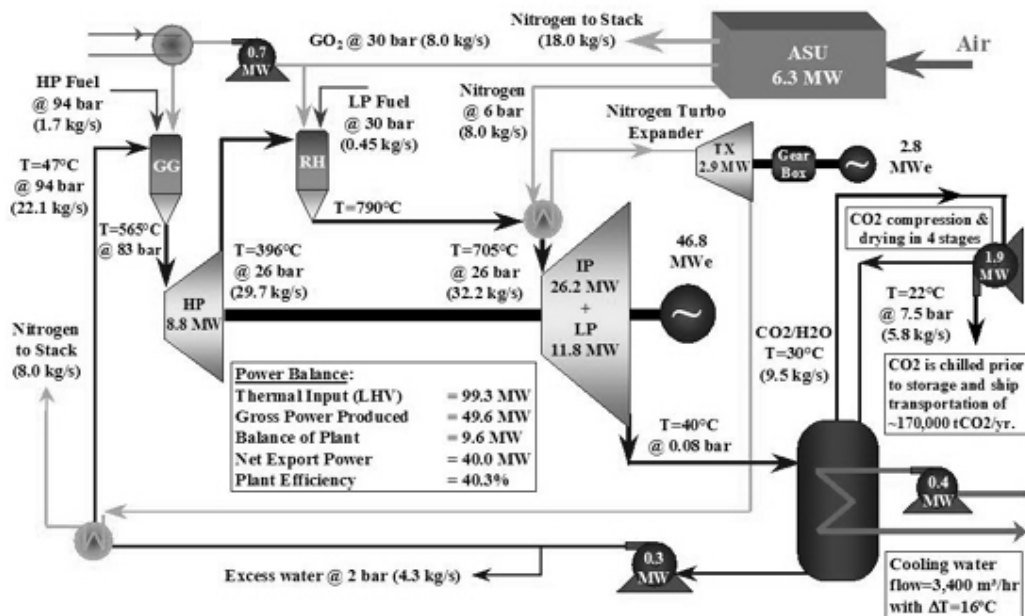 Nitrogen to Stack
(18.0 kg/s)
GO₂ @ 30 bar (8.0 kg/s)
0.7
MW
ASU
6.3 MW
Air
HP Fuel
@ 94 bar
(1.7 kg/s)
LP Fuel
@ 30 bar
(0.45 kg/s)
Nitrogen
@ 6 bar
(8.0 kg/s)
Nitrogen Turbo
Expander
TX
2.9 MW
Gear
Box
~
2.8
MWe
GG
RH
T=47°C
@ 94 bar
(22.1 kg/s)
T=790°C
T=565°C
@ 83 bar
T=396°C
@ 26 bar
(29.7 kg/s)
T=705°C
@ 26 bar
(32.2 kg/s)
IP
26.2 MW
+
LP
11.8 MW
46.8
MWe
~
CO2 compression &
drying in 4 stages
1.9
MW
T=22°C
@ 7.5 bar
(5.8 kg/s)
HP
8.8 MW
CO2/H2O
T=30°C
(9.5 kg/s)
CO2 is chilled prior
to storage and ship
transportation of
~170,000 tCO2/yr.
Nitrogen
to Stack
(8.0 kg/s)
Power Balance:
Thermal Input (LHV) = 99.3 MW
Gross Power Produced = 49.6 MW
Balance of Plant = 9.6 MW
Net Export Power = 40.0 MW
Plant Efficiency = 40.3%
T=40°C
@ 0.08 bar
0.4
MW
0.3
MW
Excess water @ 2 bar (4.3 kg/s)
Cooling water
flow=3,400 m³/hr
with ΔT=16°C